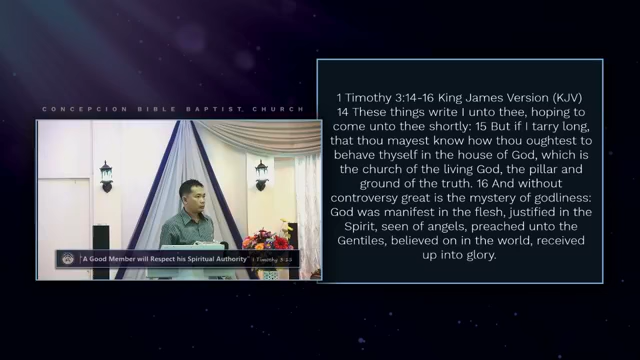 CONCEPCION BIBLE BAPTIST CHURCH
"A Good Member will Respect his Spiritual Authority" 1 Timothy
1 Timothy 3:14-16 King James Version (KJV)
14 These things write I unto thee, hoping to
come unto thee shortly: 15 But if I tarry long,
that thou mayest know how thou oughtest to
behave thyself in the house of God, which is
the church of the living God, the pillar and
ground of the truth. 16 And without
controversy great is the mystery of godliness:
God was manifest in the flesh, justified in the
Spirit, seen of angels, preached unto the
Gentiles, believed on in the world, received
up into glory.